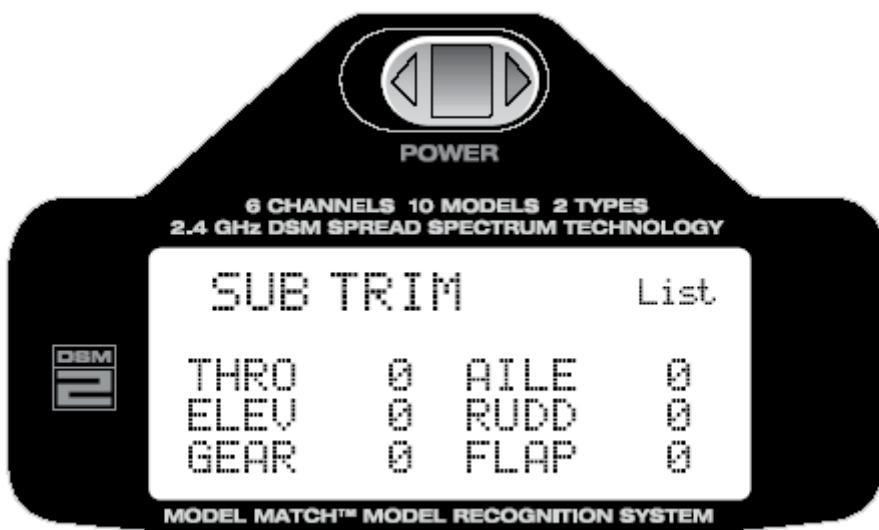 POWER
6 CHANNELS 10 MODELS 2 TYPES
2.4 GHz DSM SPREAD SPECTRUM TECHNOLOGY
SUB TRIM List
DSM
2
THRO 0 AILE 0
ELEV 0 RUDD 0
GEAR 0 FLAP 0
MODEL MATCH™ MODEL RECOGNITION SYSTEM